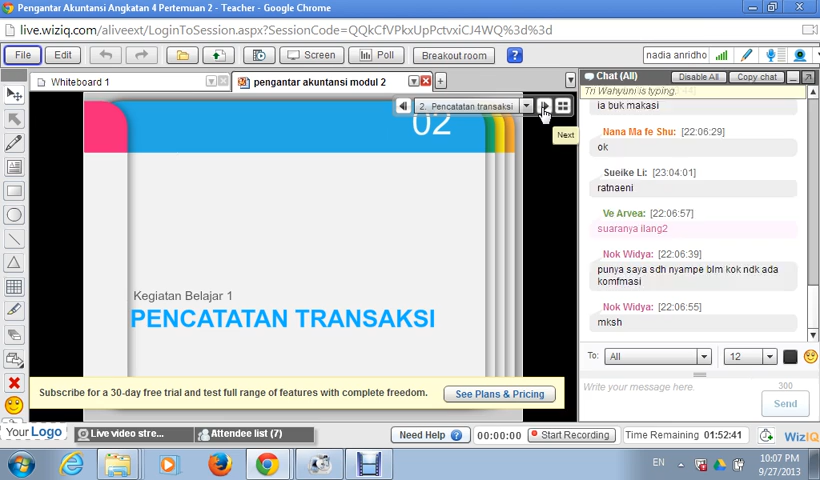 Pengantar Akuntansi Angkatan 4 Pertemuan 2 - Teacher - Google Chrome
live.wiziq.com/aliveext/LoginToSession.aspx?SessionCode=QQkCfVPkxUpPctvxiCJ4WQ%3d%3d
File Edit Screen Poll Breakout room ? nadia anridho
Whiteboard 1 pengantar akuntansi modul 2
2. Pencatatan transaksi
Next
02
Kegiatan Belajar 1
PENCATATAN TRANSAKSI
Subscribe for a 30-day free trial and test full range of features with complete freedom. See Plans & Pricing
Chat (All) Disable All Copy chat
Tri Wahyuni is typing.
ia buk makasi
Nana Ma fe Shu: [22:06:29]
ok
Sueike Li: [23:04:01]
ratnaeni
Ve Arvea: [22:06:57]
suaranya ilang2
Nok Widya: [22:06:39]
punya saya sdh nyampe blm kok ndk ada
komfmasi
Nok Widya: [22:06:55]
mksh
To: All 12
Write your message here. 300
Send
Your Logo Live video stre... Attendee list (7) Need Help ? 00:00:00 Start Recording Time Remaining 01:52:41 WizIQ
EN 10:07 PM
9/27/2013